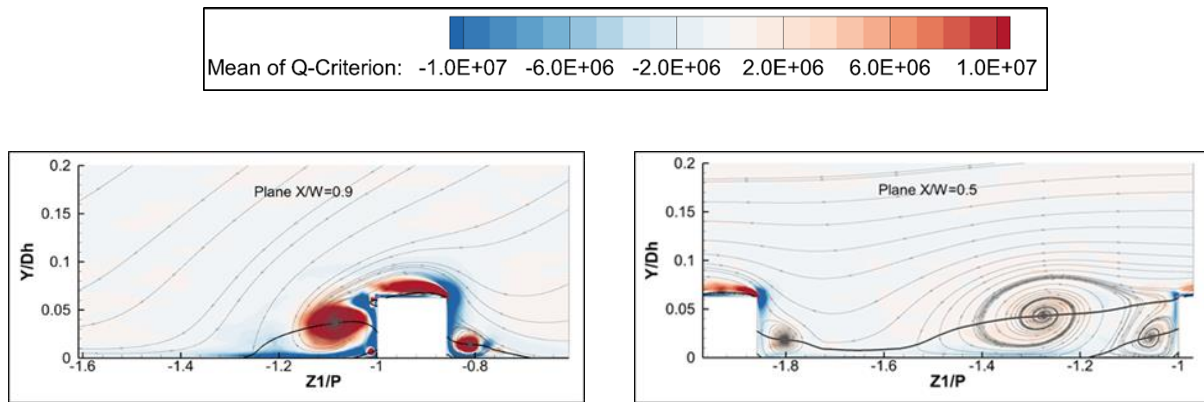 Mean of Q-Criterion: -1.0E+07 -6.0E+06 -2.0E+06 2.0E+06 6.0E+06 1.0E+07
Plane X/W=0.9
Y/Dh
0.2
0.15
0.1
0.05
0
-1.6 -1.4 -1.2 -1 -0.8
Z1/P
Plane X/W=0.5
Y/Dh
0.2
0.15
0.1
0.05
0
-1.8 -1.6 -1.4 -1.2 -1
Z1/P